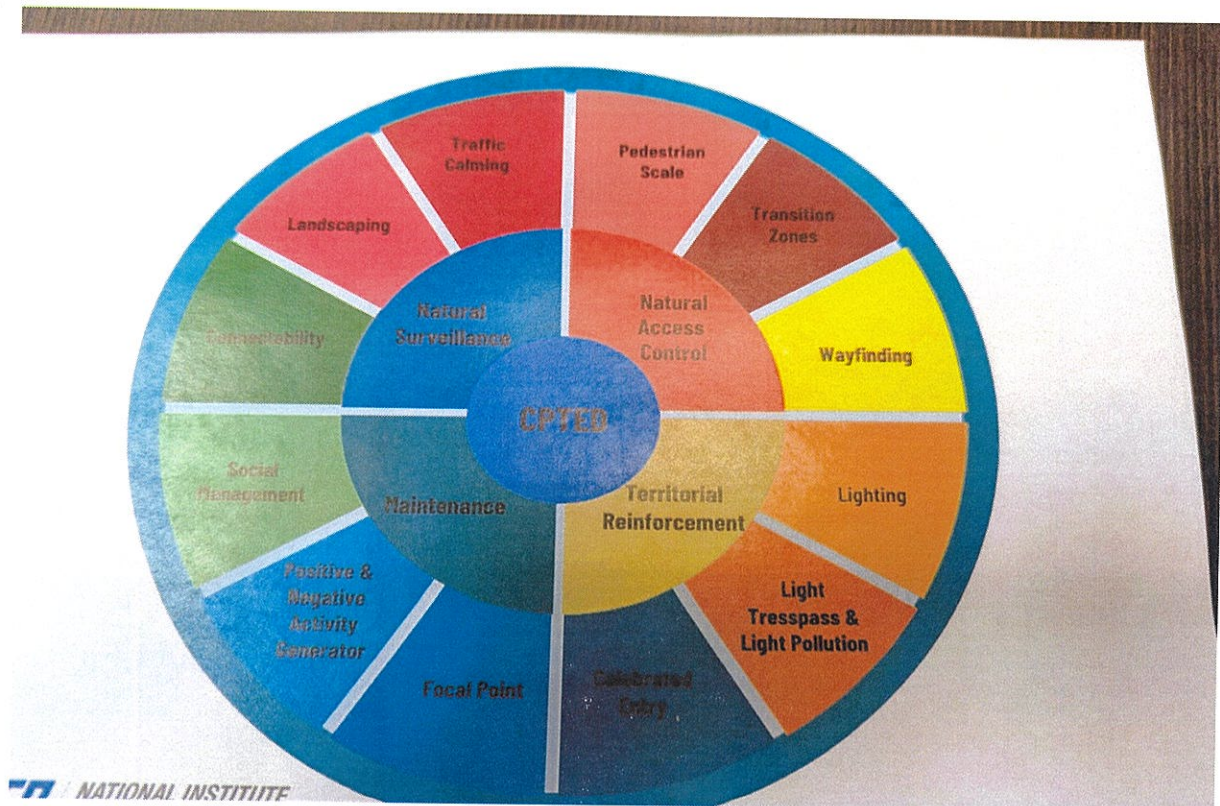 Traffic
Calming
Pedestrian
Scale
Landscaping
Transition
Zones
Natural
Surveillance
Natural
Access
Control
Connectability
Wayfinding
CPTED
Social
Management
Maintenance
Territorial
Reinforcement
Lighting
Positive &
Negative
Activity
Generator
Light
Tresspass &
Light Pollution
Focal Point
Celebrated
Entry
NATIONAL INSTITUTE